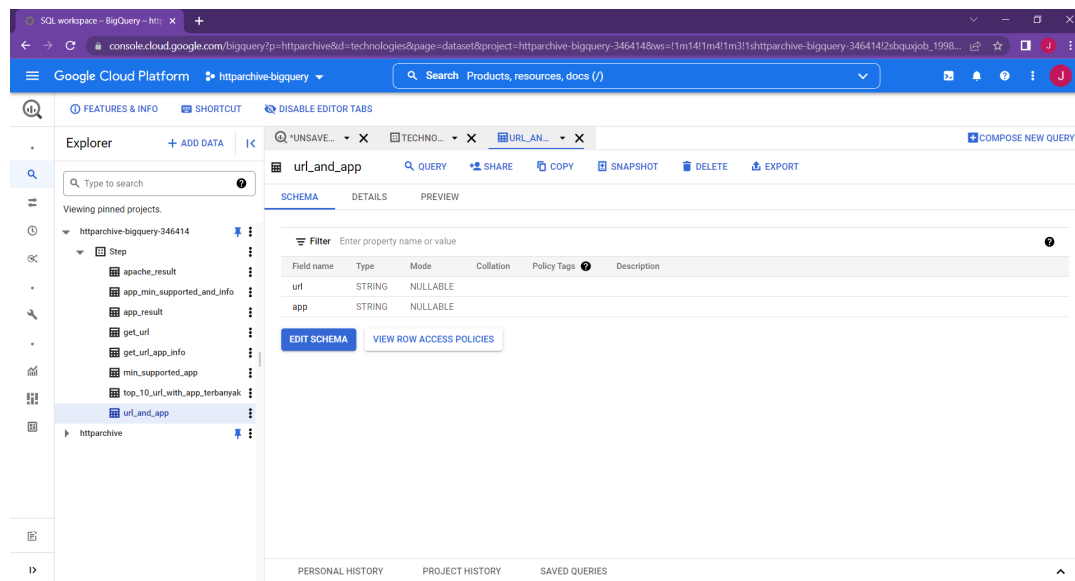 SQL workspace – BigQuery – http
console.cloud.google.com/bigquery?p=httparchive&d=technologies&page=dataset&project=httparchive-bigquery-346414&ws=!1m14!1m4!1m3!1shttparchive-bigquery-346414!2sbquxjob_1998...
J
Google Cloud Platform httparchive-bigquery Search Products, resources, docs (/)
J
FEATURES & INFO SHORTCUT DISABLE EDITOR TABS
Explorer + ADD DATA
*UNSAVE... TECHNO... URL_AN... COMPOSE NEW QUERY
url_and_app QUERY SHARE COPY SNAPSHOT DELETE EXPORT
Type to search
SCHEMA DETAILS PREVIEW
Viewing pinned projects.
httparchive-bigquery-346414
Step
apache_result
app_min_supported_and_info
app_result
get_url
get_url_app_info
min_supported_app
top_10_url_with_app_terbanyak
url_and_app
httparchive
Filter Enter property name or value
Field name Type Mode Collation Policy Tags Description
url STRING NULLABLE
app STRING NULLABLE
EDIT SCHEMA VIEW ROW ACCESS POLICIES
PERSONAL HISTORY PROJECT HISTORY SAVED QUERIES